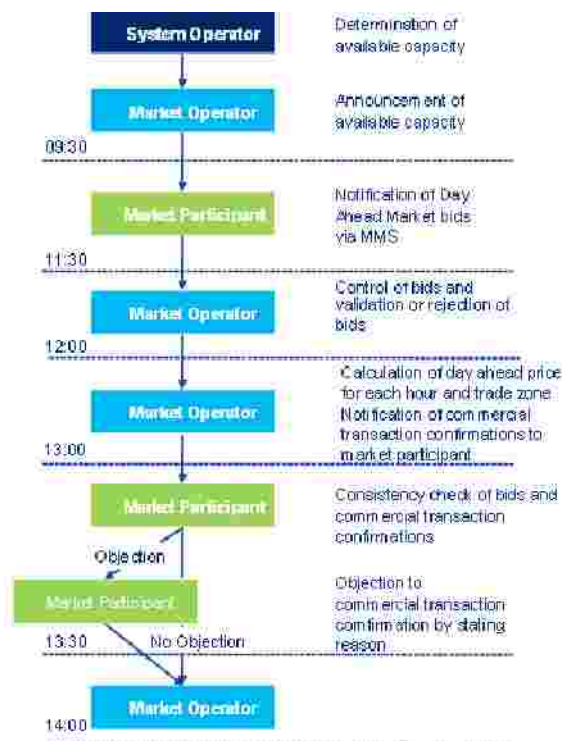 System Operator
Determination of
available capacity
Market Operator
Announcement of
available capacity
09:30
Market Participant
Notification of Day
Ahead Market bids
via MMS
11:30
Market Operator
Control of bids and
validation or rejection of
bids
12:00
Market Operator
Calculation of day ahead price
for each hour and trade zone
Notification of commercial
transaction confirmations to
market participant
13:00
Market Participant
Consistency check of bids and
commercial transaction
confirmations
Objection
Market Participant
Objection to
commercial transaction
comfirmation by stating
reason
13:30
No Objection
Market Operator
14:00